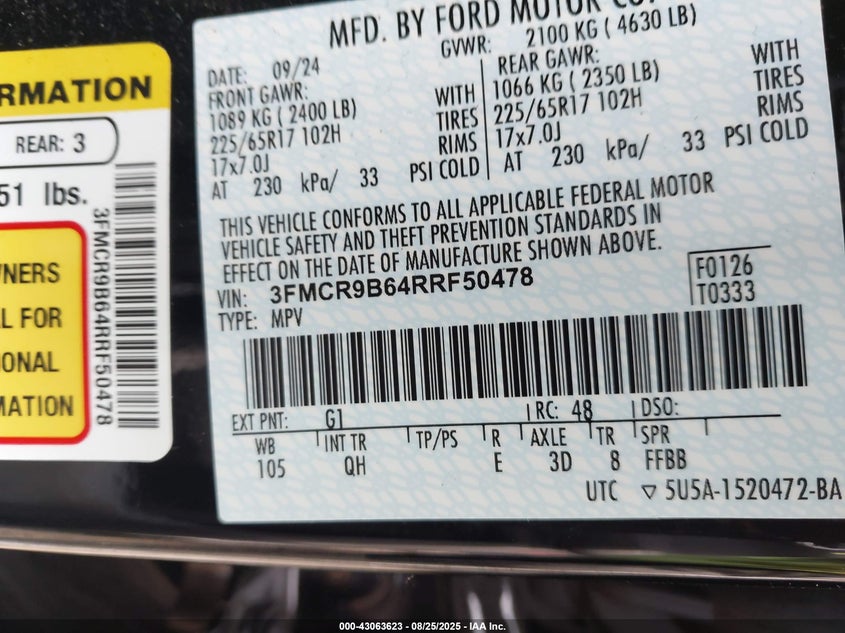 RMATION
REAR: 3
51 lbs.
3FMCR9B64RRF50478
WNERS
L FOR
IONAL
MATION
MFD. BY FORD MOTOR CO.
GVWR: 2100 KG ( 4630 LB)
DATE: 09/24
FRONT GAWR:
1089 KG ( 2400 LB) WITH
225/65R17 102H TIRES
17x7.0J RIMS
AT 230 kPa/ 33 PSI COLD
REAR GAWR:
1066 KG ( 2350 LB) WITH
225/65R17 102H TIRES
17x7.0J RIMS
AT 230 kPa/ 33 PSI COLD
THIS VEHICLE CONFORMS TO ALL APPLICABLE FEDERAL MOTOR
VEHICLE SAFETY AND THEFT PREVENTION STANDARDS IN
EFFECT ON THE DATE OF MANUFACTURE SHOWN ABOVE.
VIN: 3FMCR9B64RRF50478
TYPE: MPV
F0126
T0333
EXT PNT: G1 RC: 48 DSO:
WB INT TR TP/PS R AXLE TR SPR
105 QH E 3D 8 FFBB
UTC ▽ 5U5A-1520472-BA
000-43063623 - 08/25/2025 - IAA Inc.